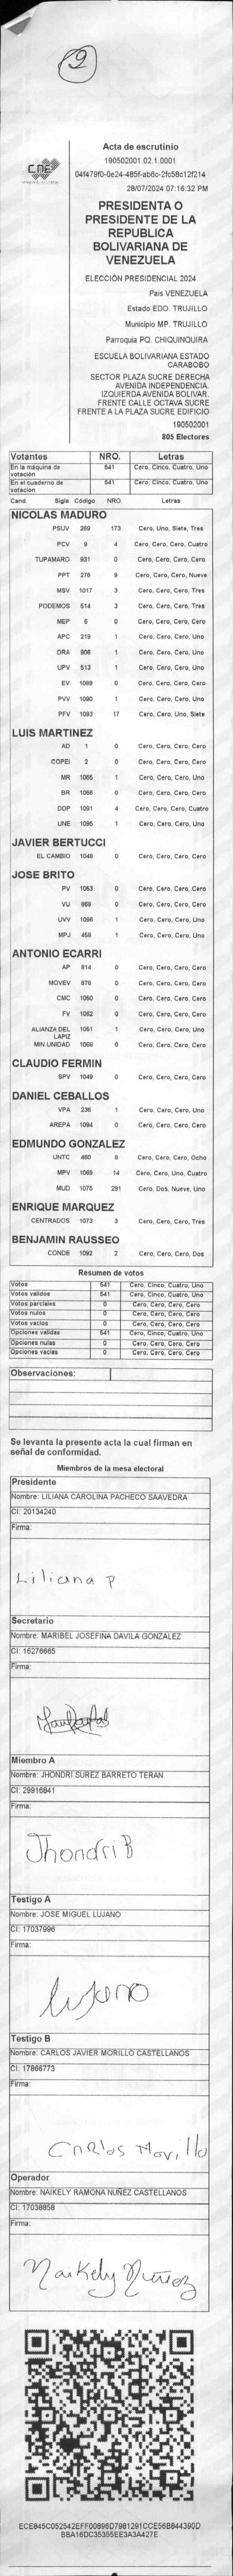 2
CNE
Acta de escrutinio
190502001.02.1.0001
04f479f0-0e24-485f-ab6c-2fc58c12f214
28/07/2024 07:16:32 PM
PRESIDENTA O
PRESIDENTE DE LA
REPUBLICA
BOLIVARIANA DE
VENEZUELA
ELECCIÓN PRESIDENCIAL 2024
Pais VENEZUELA
Estado EDO. TRUJILLO
Municipio MP. TRUJILLO
Parroquia PQ. CHIQUINQUIRA
ESCUELA BOLIVARIANA ESTADO
CARABOBO
SECTOR PLAZA SUCRE DERECHA
AVENIDA INDEPENDENCIA.
IZQUIERDA AVENIDA BOLIVAR.
FRENTE CALLE OCTAVA SUCRE
FRENTE A LA PLAZA SUCRE EDIFICIO
190502001
805 Electores
Votantes NRO. Letras
En la máquina de votación 541 Cero, Cinco, Cuatro, Uno
En el cuaderno de votación 541 Cero, Cinco, Cuatro, Uno
Cand. Sigla Código NRO. Letras
NICOLAS MADURO
PSUV 269 173 Cero, Uno, Siete, Tres
PCV 9 4 Cero, Cero, Cero, Cuatro
TUPAMARO 931 0 Cero, Cero, Cero, Cero
PPT 276 9 Cero, Cero, Cero, Nueve
MSV 1017 3 Cero, Cero, Cero, Tres
PODEMOS 514 3 Cero, Cero, Cero, Tres
MEP 6 0 Cero, Cero, Cero, Cero
APC 219 1 Cero, Cero, Cero, Uno
ORA 906 1 Cero, Cero, Cero, Uno
UPV 513 1 Cero, Cero, Cero, Uno
EV 1089 0 Cero, Cero, Cero, Cero
PVV 1090 1 Cero, Cero, Cero, Uno
PFV 1093 17 Cero, Cero, Uno, Siete
LUIS MARTINEZ
AD 1 0 Cero, Cero, Cero, Cero
COPEI 2 0 Cero, Cero, Cero, Cero
MR 1065 1 Cero, Cero, Cero, Uno
BR 1066 0 Cero, Cero, Cero, Cero
DDP 1091 4 Cero, Cero, Cero, Cuatro
UNE 1095 1 Cero, Cero, Cero, Uno
JAVIER BERTUCCI
EL CAMBIO 1048 0 Cero, Cero, Cero, Cero
JOSE BRITO
PV 1053 0 Cero, Cero, Cero, Cero
VU 869 0 Cero, Cero, Cero, Cero
UVV 1096 1 Cero, Cero, Cero, Uno
MPJ 458 1 Cero, Cero, Cero, Uno
ANTONIO ECARRI
AP 814 0 Cero, Cero, Cero, Cero
MOVEV 878 0 Cero, Cero, Cero, Cero
CMC 1050 0 Cero, Cero, Cero, Cero
FV 1052 0 Cero, Cero, Cero, Cero
ALIANZA DEL LAPIZ 1051 1 Cero, Cero, Cero, Uno
MIN UNIDAD 1068 0 Cero, Cero, Cero, Cero
CLAUDIO FERMIN
SPV 1049 0 Cero, Cero, Cero, Cero
DANIEL CEBALLOS
VPA 236 1 Cero, Cero, Cero, Uno
AREPA 1094 0 Cero, Cero, Cero, Cero
EDMUNDO GONZALEZ
UNTC 460 8 Cero, Cero, Cero, Ocho
MPV 1069 14 Cero, Cero, Uno, Cuatro
MUD 1075 291 Cero, Dos, Nueve, Uno
ENRIQUE MARQUEZ
CENTRADOS 1073 3 Cero, Cero, Cero, Tres
BENJAMIN RAUSSEO
CONDE 1092 2 Cero, Cero, Cero, Dos
Resumen de votos
Votos 541 Cero, Cinco, Cuatro, Uno
Votos validos 541 Cero, Cinco, Cuatro, Uno
Votos parciales 0 Cero, Cero, Cero, Cero
Votos nulos 0 Cero, Cero, Cero, Cero
Votos vacios 0 Cero, Cero, Cero, Cero
Opciones validas 541 Cero, Cinco, Cuatro, Uno
Opciones nulas 0 Cero, Cero, Cero, Cero
Opciones vacias 0 Cero, Cero, Cero, Cero
Observaciones:
Se levanta la presente acta la cual firman en
señal de conformidad.
Miembros de la mesa electoral
Presidente
Nombre: LILIANA CAROLINA PACHECO SAAVEDRA
CI: 20134240
Firma:
Liliana P
Secretario
Nombre: MARIBEL JOSEFINA DAVILA GONZALEZ
CI: 16276665
Firma:
Miembro A
Nombre: JHONDRI SUREZ BARRETO TERAN
CI: 29916841
Firma:
Jhondri B
Testigo A
Nombre: JOSE MIGUEL LUJANO
CI: 17037996
Firma:
Lujano
Testigo B
Nombre: CARLOS JAVIER MORILLO CASTELLANOS
CI: 17866773
Firma:
Carlos Morillo
Operador
Nombre: NAIKELY RAMONA NUÑEZ CASTELLANOS
CI: 17038858
Firma:
Naikely Nuñez
ECE845C052542EFF00896D7981291CCE56B844390D
BBA16DC35355EE3A3A427E